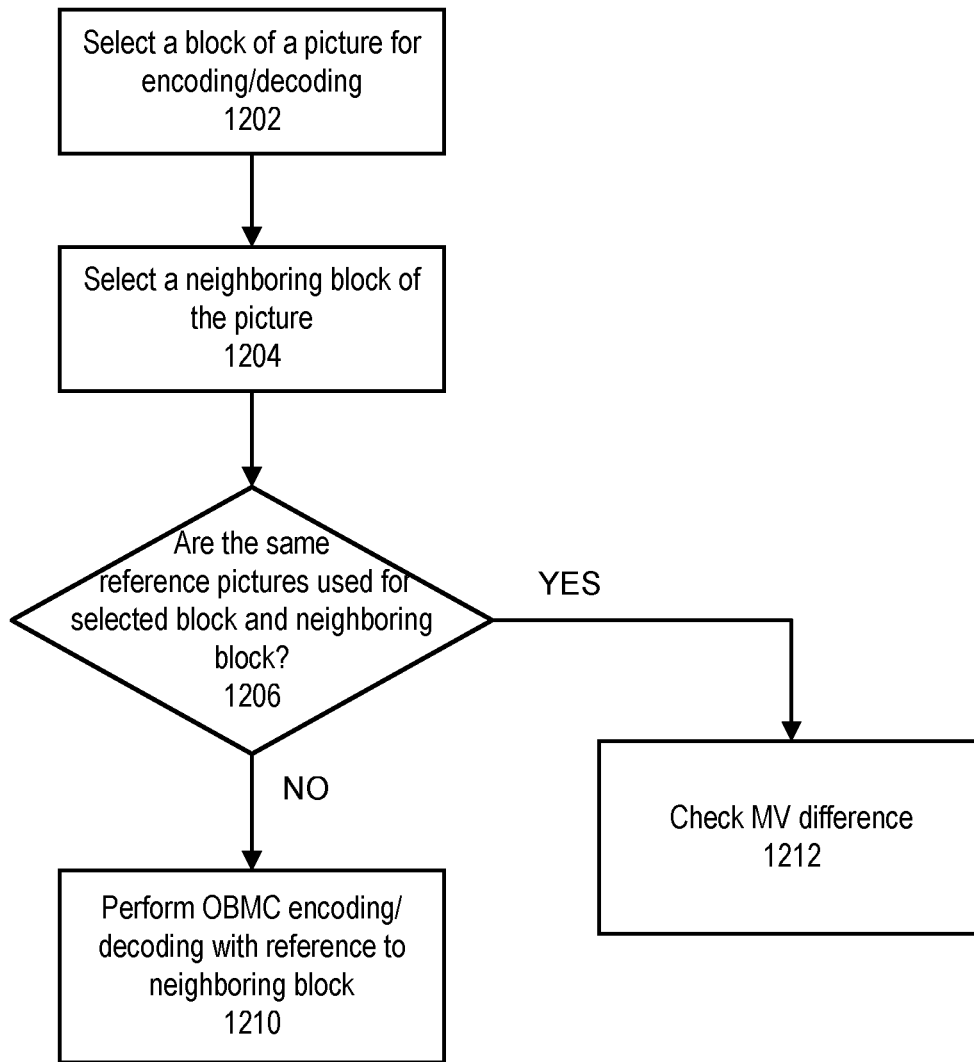 Select a block of a picture for
encoding/decoding
1202
Select a neighboring block of
the picture
1204
Are the same
reference pictures used for
selected block and neighboring
block?
1206
YES
NO
Check MV difference
1212
Perform OBMC encoding/
decoding with reference to
neighboring block
1210